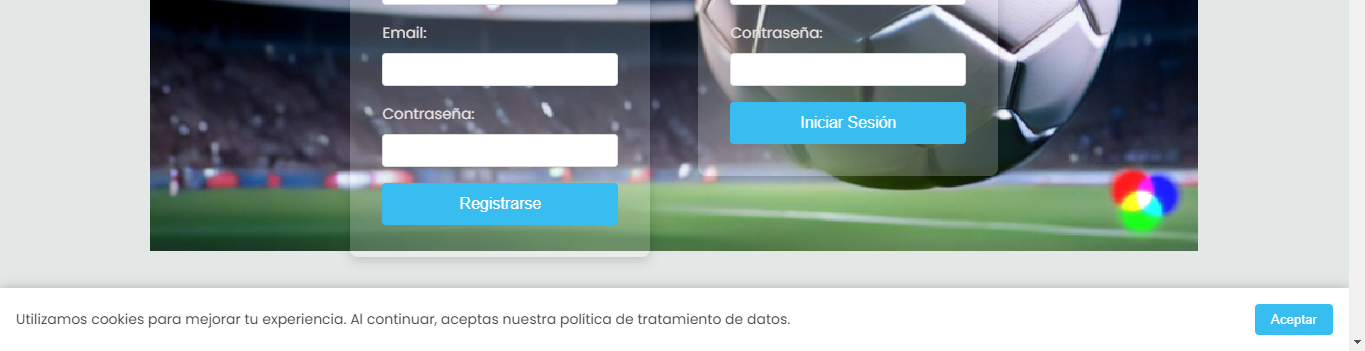 Email:
Contraseña:
Registrarse
Contraseña:
Iniciar Sesión
Utilizamos cookies para mejorar tu experiencia. Al continuar, aceptas nuestra política de tratamiento de datos.
Aceptar